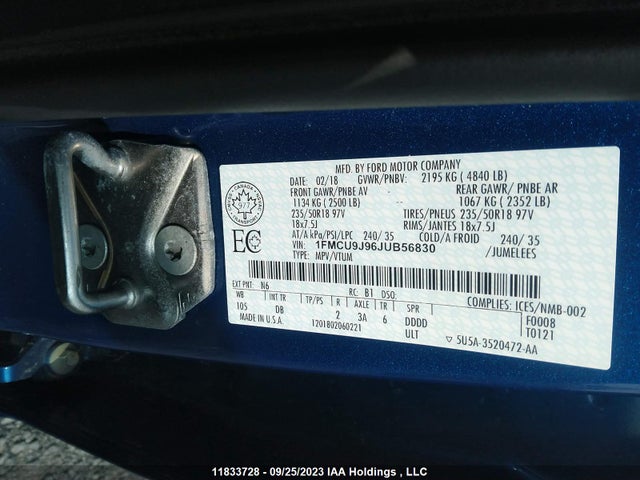 MFD. BY FORD MOTOR COMPANY
DATE: 02/18 GVWR/PNBV: 2195 KG ( 4840 LB)
FRONT GAWR/PNBE AV REAR GAWR/ PNBE AR
1134 KG ( 2500 LB) 1067 KG ( 2352 LB)
235/50R18 97V TIRES/PNEUS 235/50R18 97V
18x7.5J RIMS/JANTES 18x7.5J
AT/A kPa/PSI/LPC 240/ 35 COLD/A FROID 240/ 35
VIN: 1FMCU9J96JUB56830 /JUMELEES
TYPE: MPV/VTUM
CANADA
977
TRANSPORT
EC
EXT PNT: N6 RC: B1 DSO: COMPLIES: ICES/NMB-002
WB INT TR TP/PS R AXLE TR SPR F0008
105 DB 2 3A 6 DDDD T0121
MADE IN U.S.A. 1201802060221 ULT 5U5A-3520472-AA
11833728 - 09/25/2023 IAA Holdings , LLC